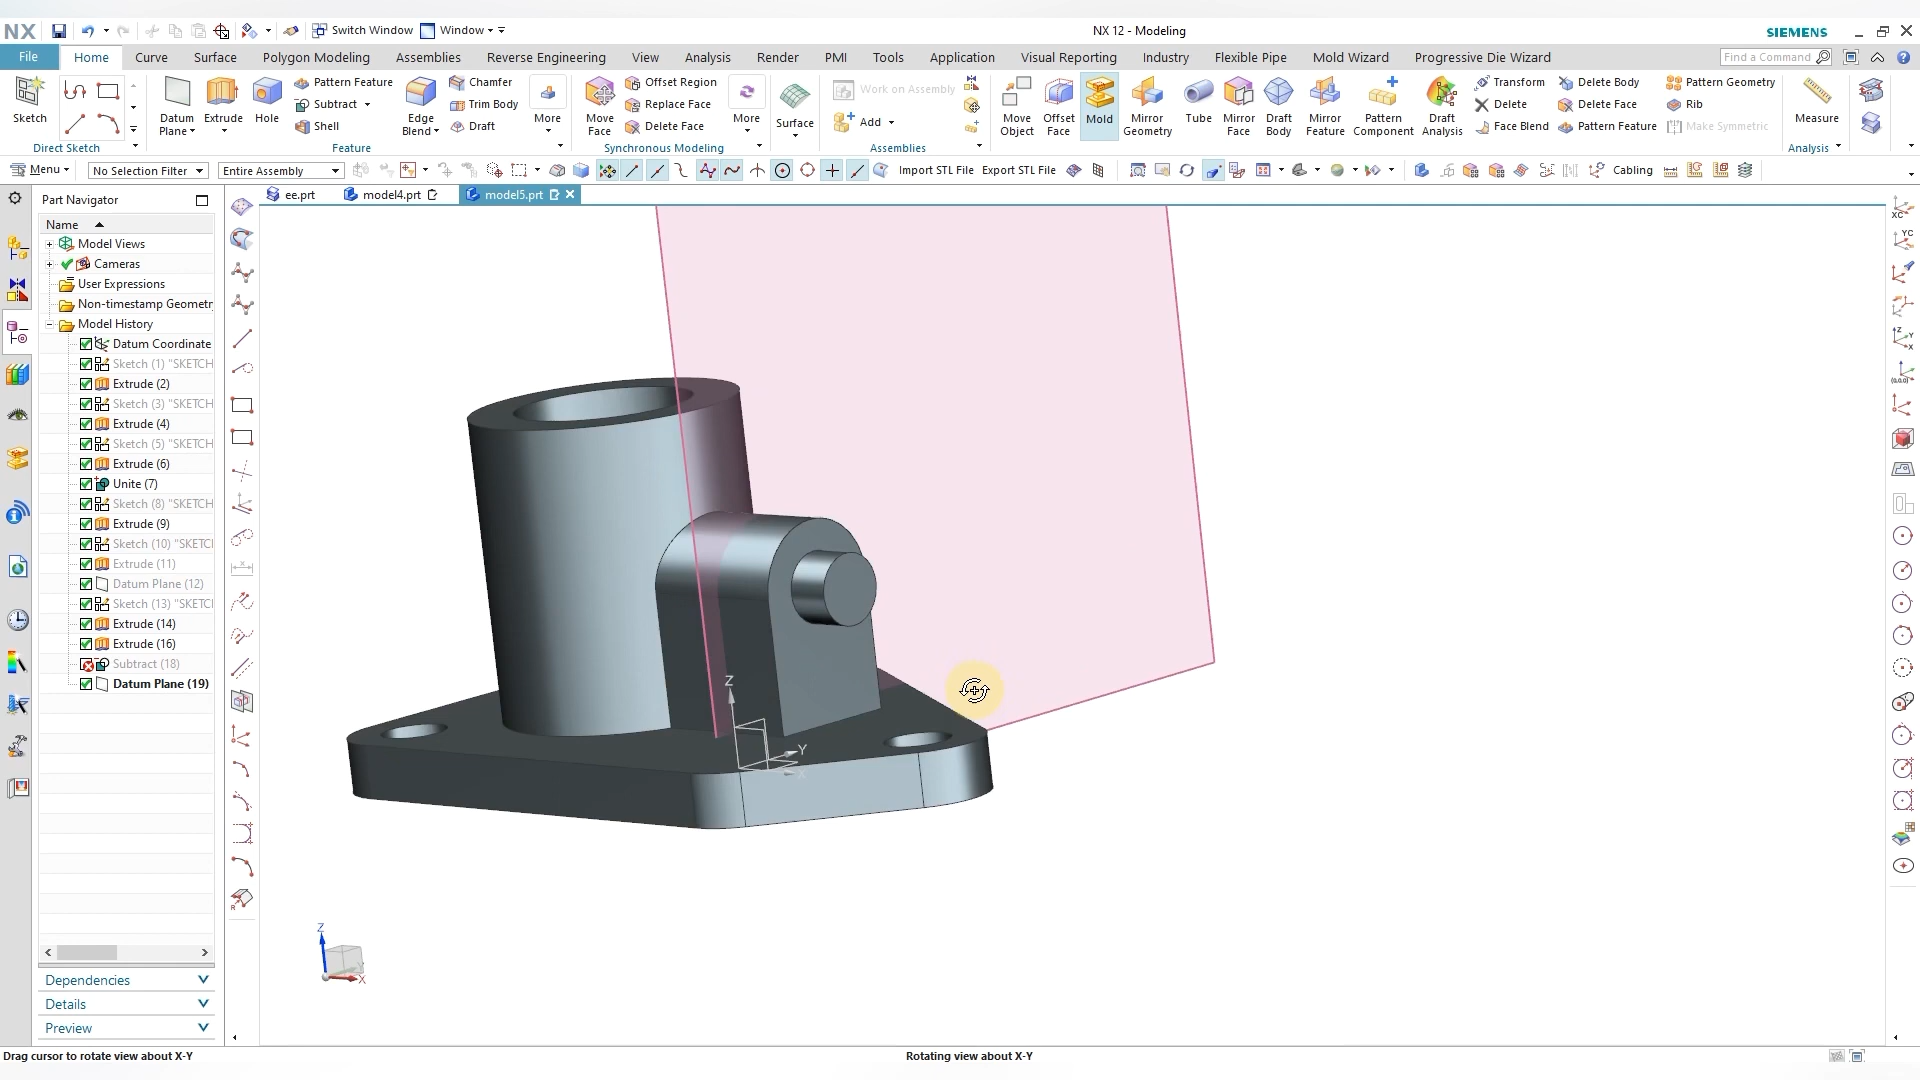 NX
Switch Window
Window
NX 12 - Modeling
SIEMENS
File
Home
Curve
Surface
Polygon Modeling
Assemblies
Reverse Engineering
View
Analysis
Render
PMI
Tools
Application
Visual Reporting
Industry
Flexible Pipe
Mold Wizard
Progressive Die Wizard
Find a Command
Sketch
Direct Sketch
Datum Plane
Extrude
Hole
Pattern Feature
Subtract
Shell
Edge Blend
Chamfer
Trim Body
Draft
More
Feature
Move Face
Offset Region
Replace Face
Delete Face
More
Synchronous Modeling
Surface
Work on Assembly
Add
Assemblies
Move Object
Offset Face
Mold
Mirror Geometry
Tube
Mirror Face
Draft Body
Mirror Feature
Pattern Component
Draft Analysis
Transform
Delete
Face Blend
Delete Body
Delete Face
Pattern Feature
Pattern Geometry
Rib
Make Symmetric
Measure
Analysis
Menu
No Selection Filter
Entire Assembly
Import STL File
Export STL File
Cabling
Part Navigator
ee.prt
model4.prt
model5.prt
Name
Model Views
Cameras
User Expressions
Non-timestamp Geometr
Model History
Datum Coordinate
Sketch (1) "SKETCH
Extrude (2)
Sketch (3) "SKETCH
Extrude (4)
Sketch (5) "SKETCH
Extrude (6)
Unite (7)
Sketch (8) "SKETCH
Extrude (9)
Sketch (10) "SKETC
Extrude (11)
Datum Plane (12)
Sketch (13) "SKETC
Extrude (14)
Extrude (16)
Subtract (18)
Datum Plane (19)
Z
Y
X
Z
X
XC
YC
Dependencies
Details
Preview
Drag cursor to rotate view about X-Y
Rotating view about X-Y